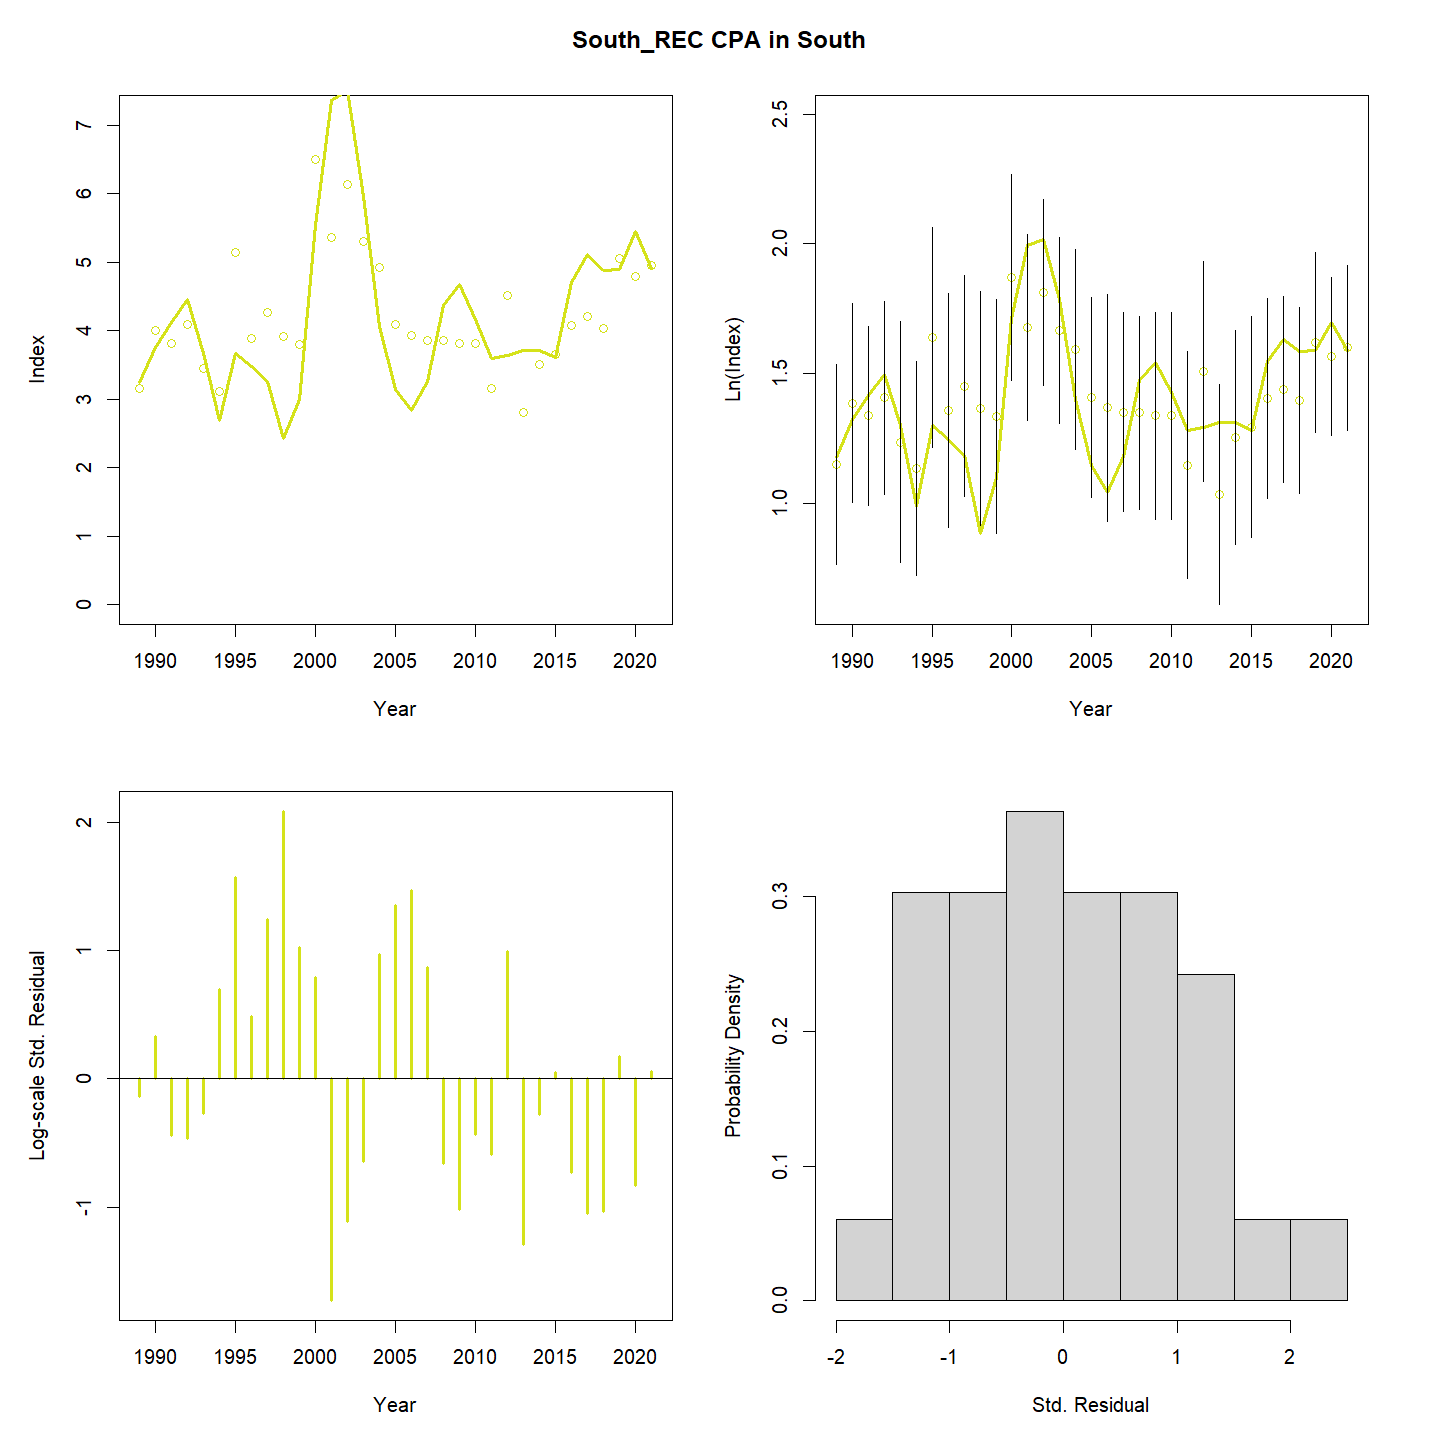 South_REC CPA in South
Index
7
6
5
4
3
2
1
0
1990 1995 2000 2005 2010 2015 2020
Year
Ln(Index)
2.5
2.0
1.5
1.0
1990 1995 2000 2005 2010 2015 2020
Year
Log-scale Std. Residual
2
1
0
-1
1990 1995 2000 2005 2010 2015 2020
Year
Probability Density
0.3
0.2
0.1
0.0
-2 -1 0 1 2
Std. Residual